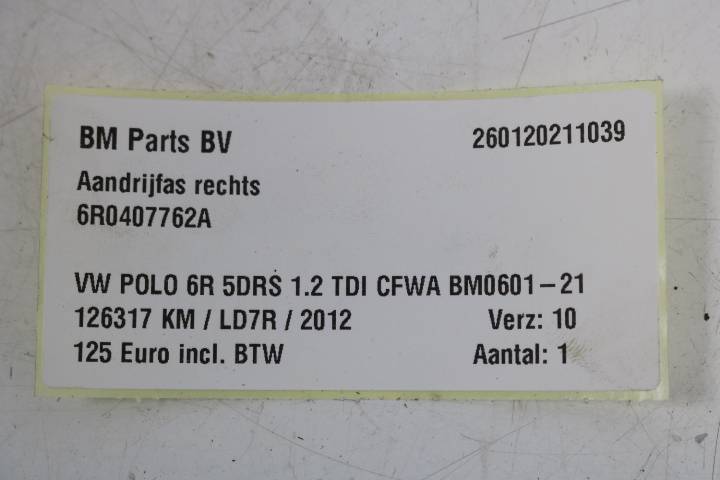 BM Parts BV 260120211039
Aandrijfas rechts
6R0407762A
VW POLO 6R 5DRS 1.2 TDI CFWA BM0601-21
126317 KM / LD7R / 2012 Verz: 10
125 Euro incl. BTW Aantal: 1